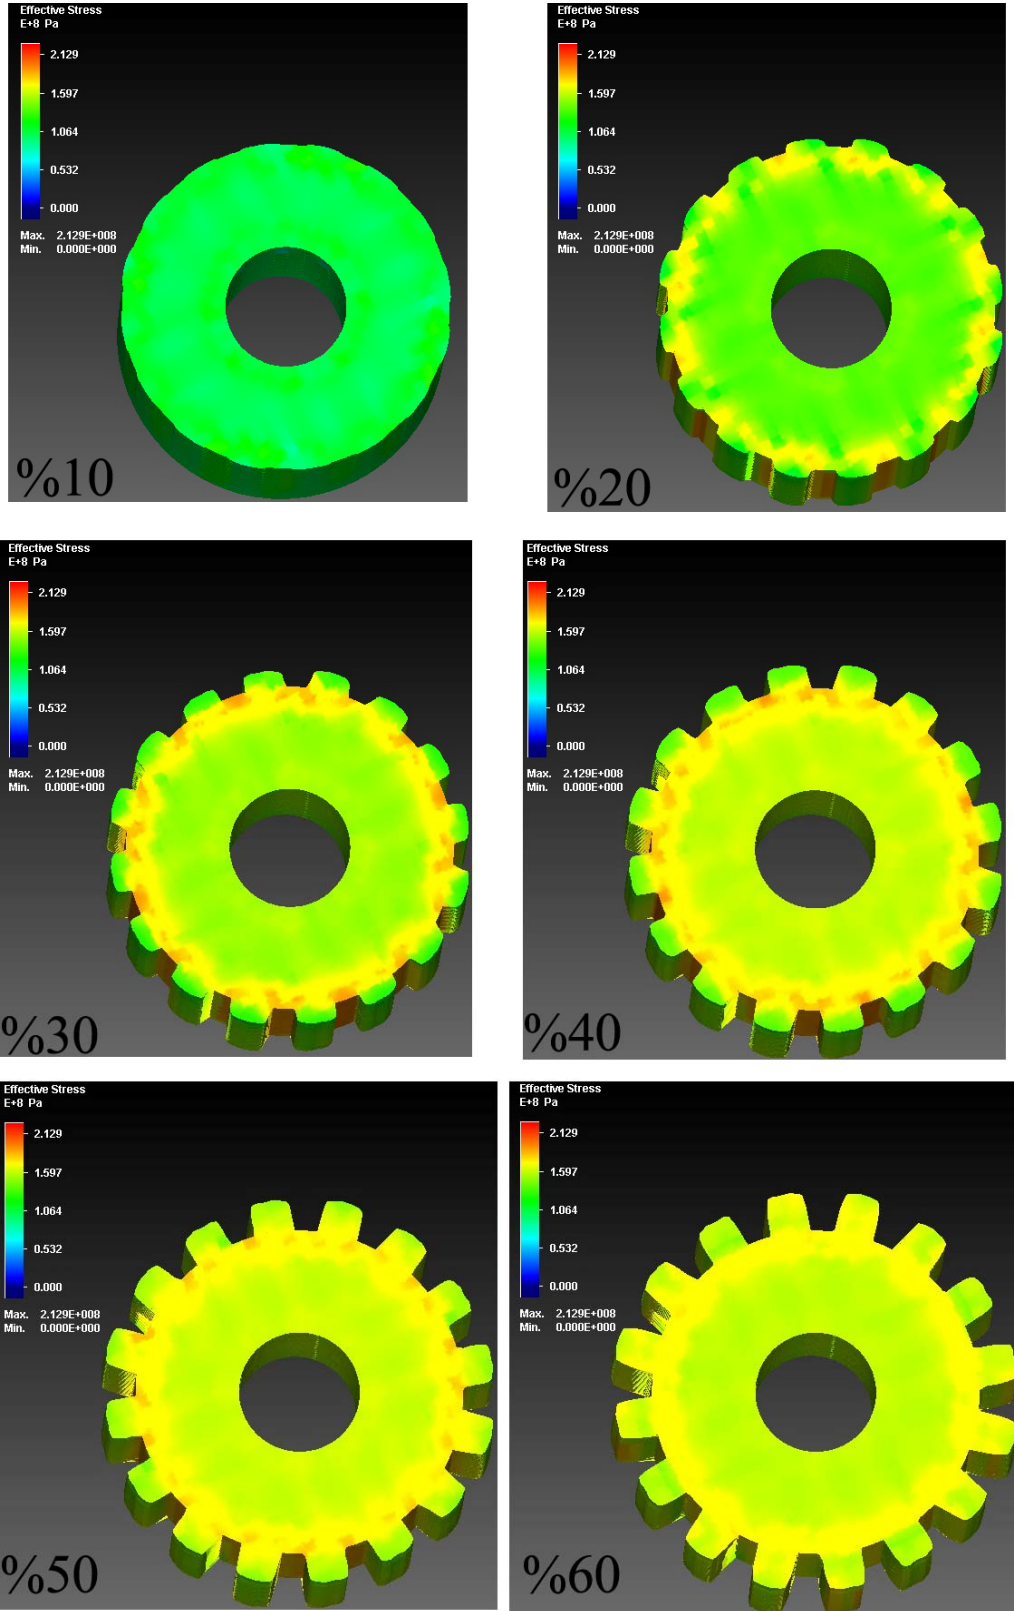 Effective Stress
E+8 Pa
2.129
1.597
1.064
0.532
0.000
Max. 2.129E+008
Min. 0.000E+000
%10
Effective Stress
E+8 Pa
2.129
1.597
1.064
0.532
0.000
Max. 2.129E+008
Min. 0.000E+000
%20
Effective Stress
E+8 Pa
2.129
1.597
1.064
0.532
0.000
Max. 2.129E+008
Min. 0.000E+000
%30
Effective Stress
E+8 Pa
2.129
1.597
1.064
0.532
0.000
Max. 2.129E+008
Min. 0.000E+000
%40
Effective Stress
E+8 Pa
2.129
1.597
1.064
0.532
0.000
Max. 2.129E+008
Min. 0.000E+000
%50
Effective Stress
E+8 Pa
2.129
1.597
1.064
0.532
0.000
Max. 2.129E+008
Min. 0.000E+000
%60